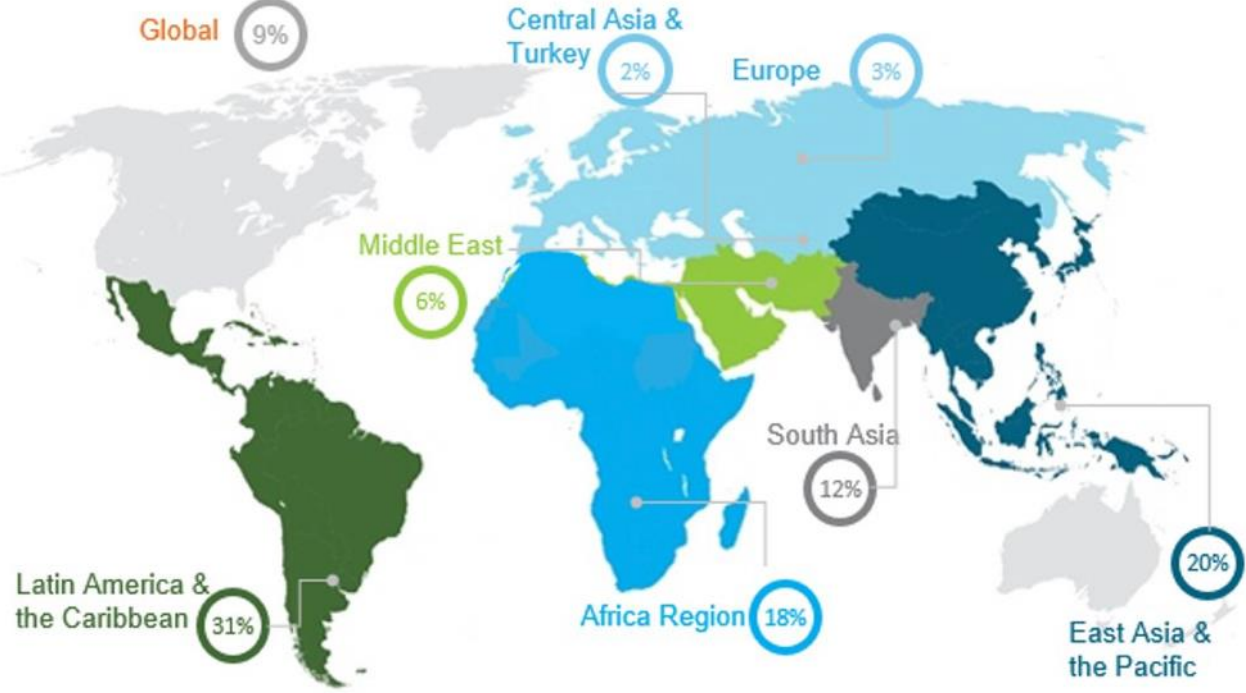 Global 9%
Central Asia &
Turkey 2%
Europe 3%
Middle East
6%
South Asia
12%
Latin America &
the Caribbean 31%
Africa Region 18%
20%
East Asia &
the Pacific